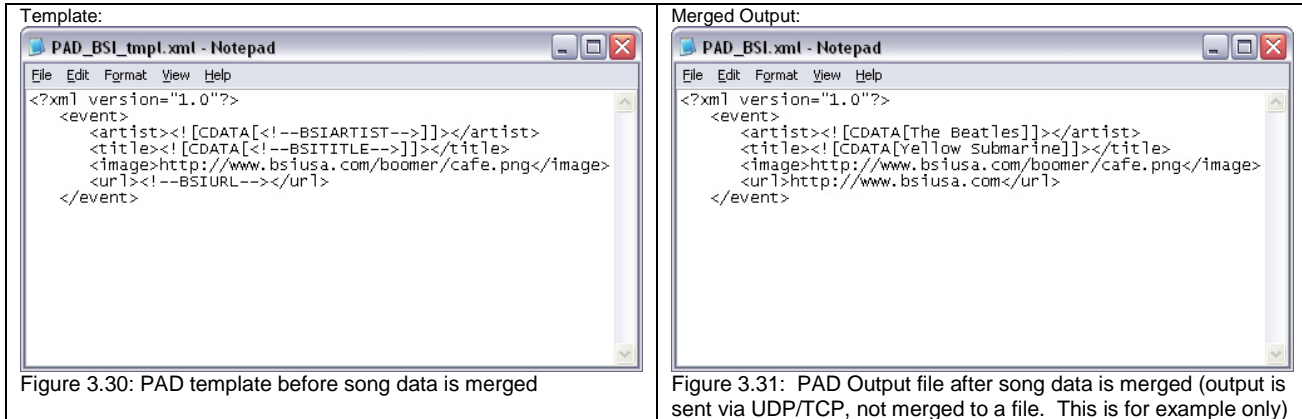 Template:
PAD_BSI_tmpl.xml - Notepad
File Edit Format View Help
<?xml version="1.0"?>
<event>
<artist><![CDATA[<!--BSIARTIST-->]]></artist>
<title><![CDATA[<!--BSITITLE-->]]></title>
<image>http://www.bsiusa.com/boomer/cafe.png</image>
<url><!--BSIURL--></url>
</event>
Figure 3.30: PAD template before song data is merged
Merged Output:
PAD_BSI.xml - Notepad
File Edit Format View Help
<?xml version="1.0"?>
<event>
<artist><![CDATA[The Beatles]]></artist>
<title><![CDATA[Yellow Submarine]]></title>
<image>http://www.bsiusa.com/boomer/cafe.png</image>
<url>http://www.bsiusa.com</url>
</event>
Figure 3.31: PAD Output file after song data is merged (output is
sent via UDP/TCP, not merged to a file. This is for example only)